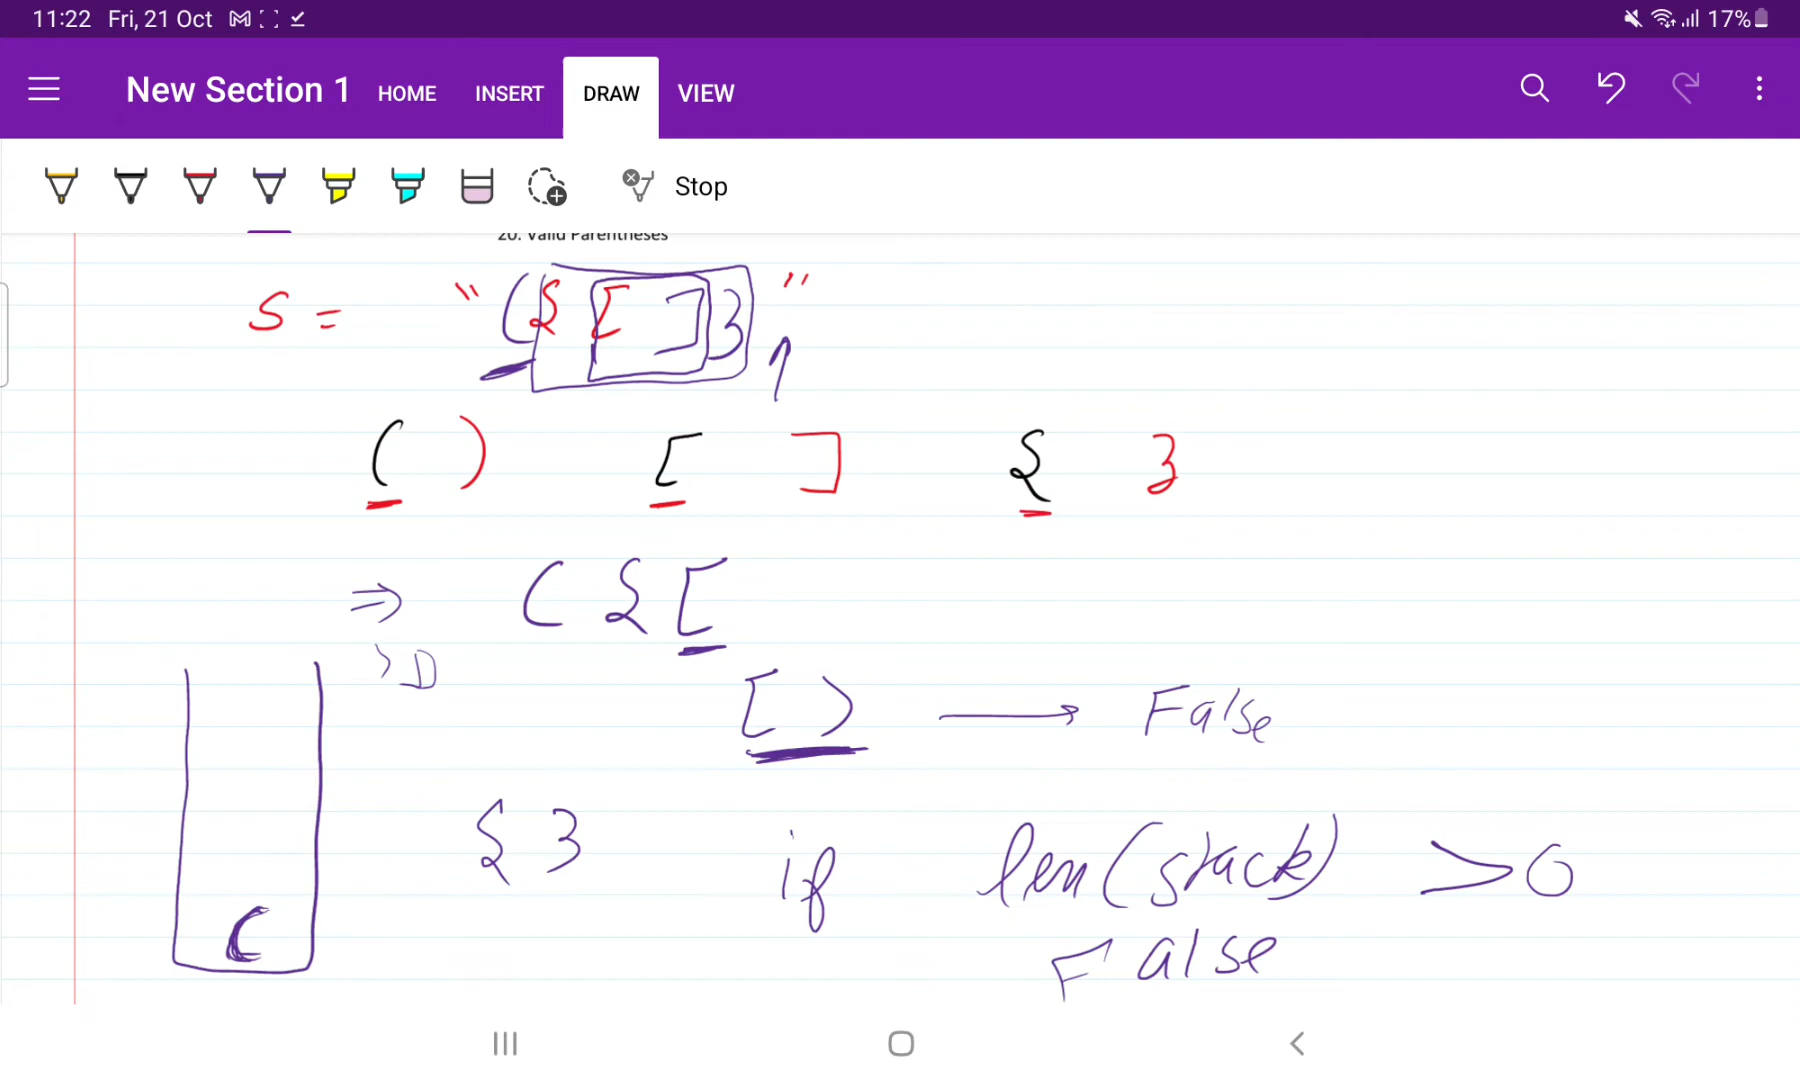 11:22 Fri, 21 Oct 17%
New Section 1 HOME INSERT DRAW VIEW
Stop
20. Valid Parentheses
S = "({[]}"
( ) [ ] { }
⇒ ( { [
[ ) → False
{ } if len(stack) > 0
(
False